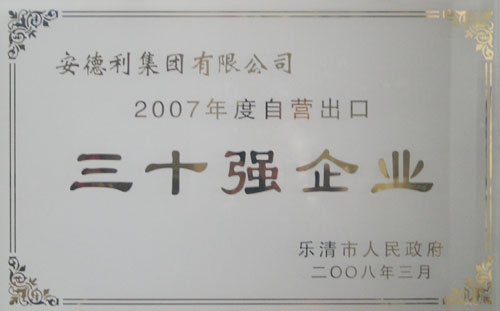 安德利集团有限公司
2007年度自营出口
三十强企业
乐清市人民政府
二〇〇八年三月